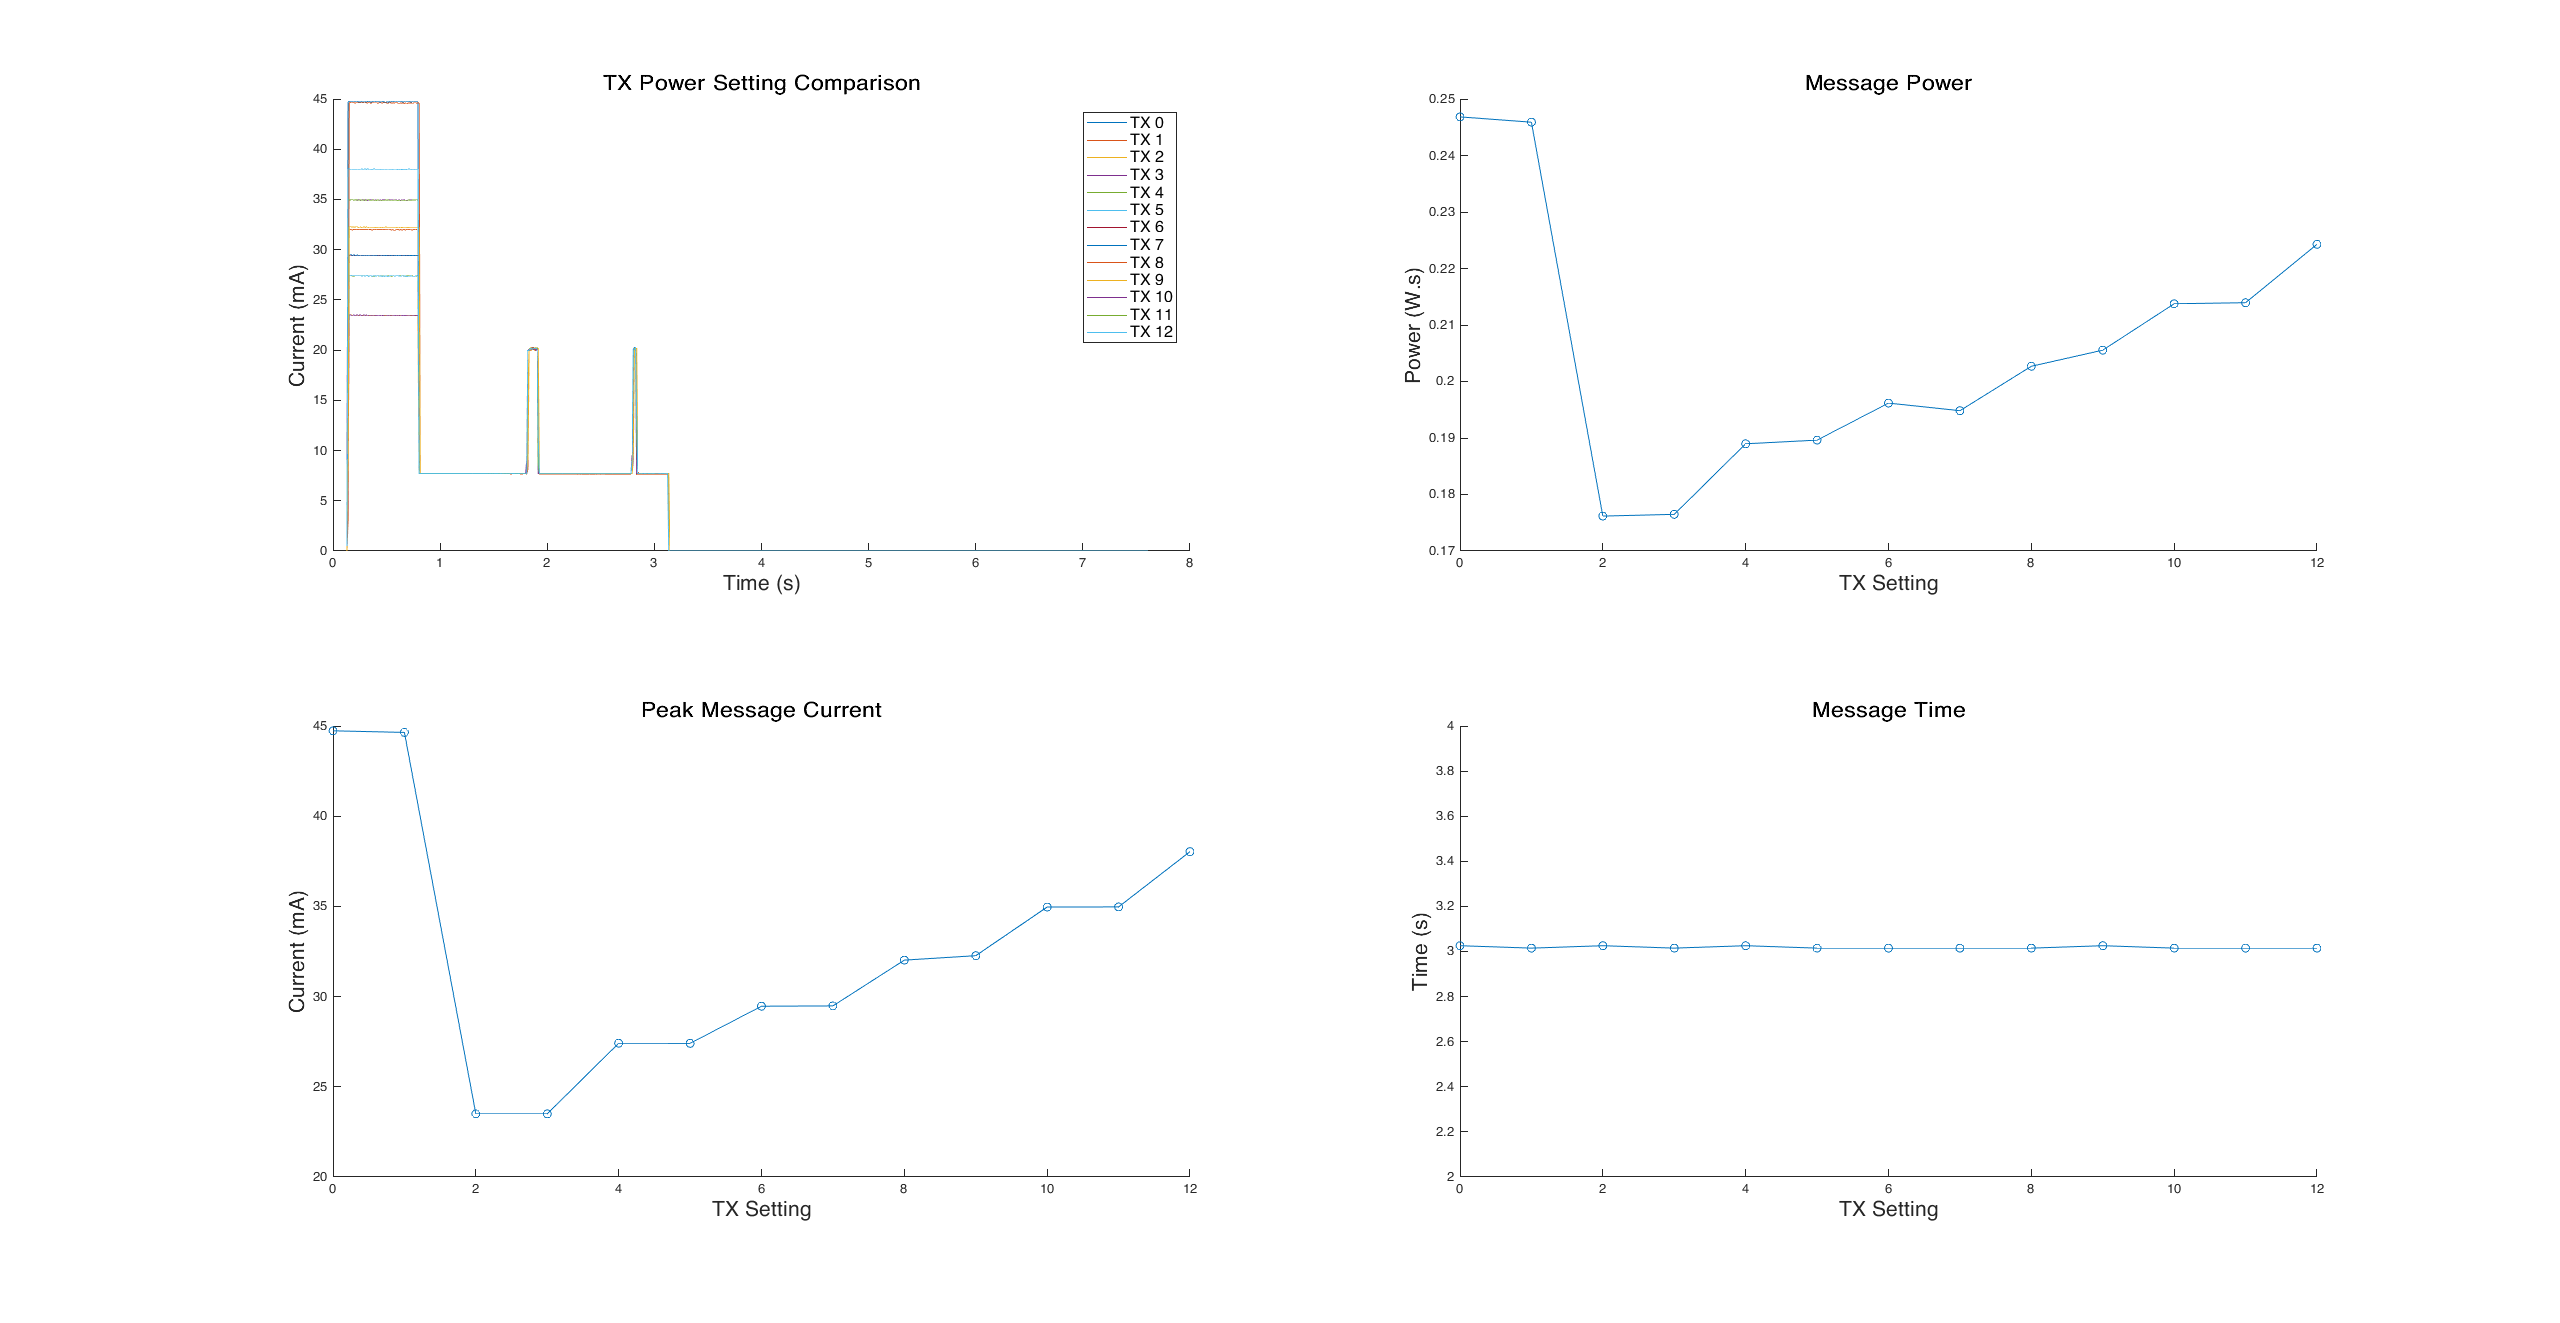 TX Power Setting Comparison
45
40
35
30
25
20
15
10
5
0
Current (mA)
0 1 2 3 4 5 6 7 8
Time (s)
TX 0
TX 1
TX 2
TX 3
TX 4
TX 5
TX 6
TX 7
TX 8
TX 9
TX 10
TX 11
TX 12
Message Power
0.25
0.24
0.23
0.22
0.21
0.2
0.19
0.18
0.17
Power (W.s)
0 2 4 6 8 10 12
TX Setting
Peak Message Current
45
40
35
30
25
20
Current (mA)
0 2 4 6 8 10 12
TX Setting
Message Time
4
3.8
3.6
3.4
3.2
3
2.8
2.6
2.4
2.2
2
Time (s)
0 2 4 6 8 10 12
TX Setting